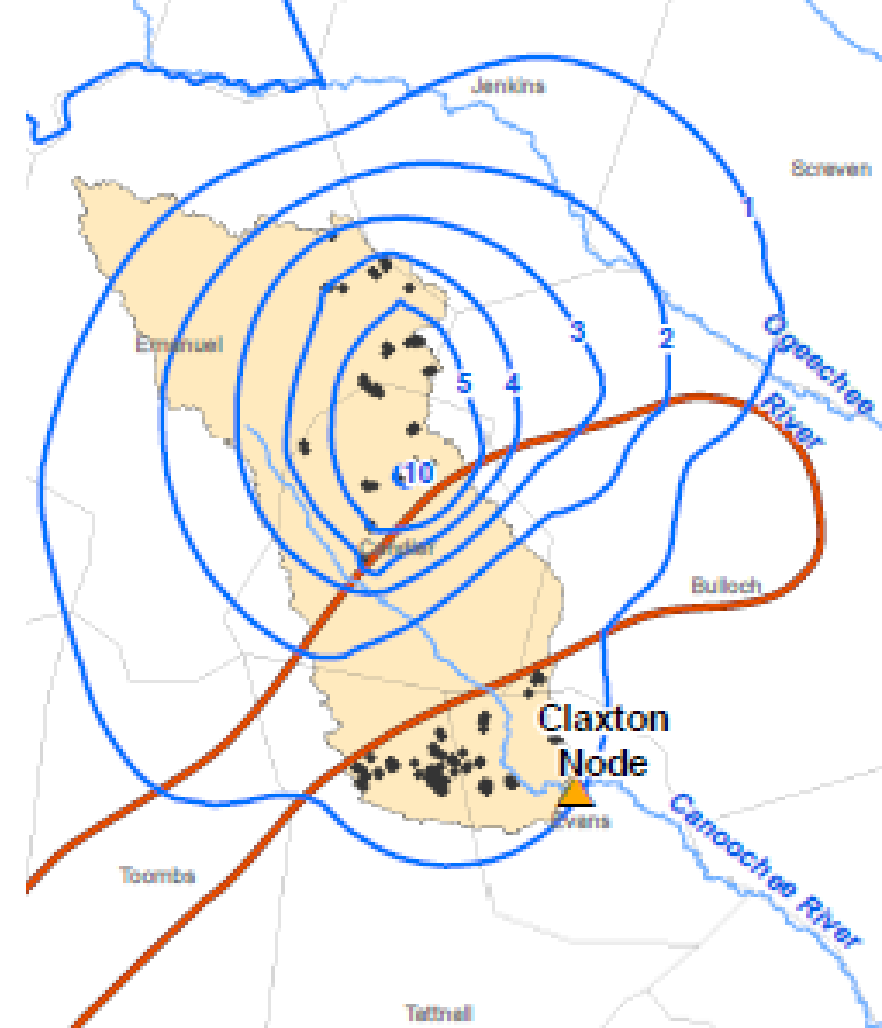 Jenkins
Screven
1
Emanuel
3
2
Ogeechee
River
5
4
10
Candler
Bulloch
Claxton
Node
Evans
Canoochee River
Toombs
Tattnall